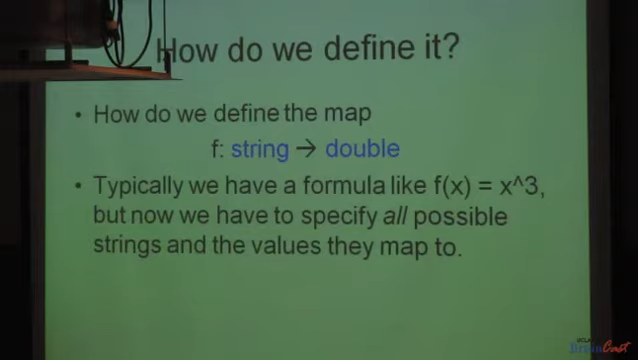 How do we define it?
• How do we define the map
f: string → double
• Typically we have a formula like f(x) = x^3,
but now we have to specify all possible
strings and the values they map to.